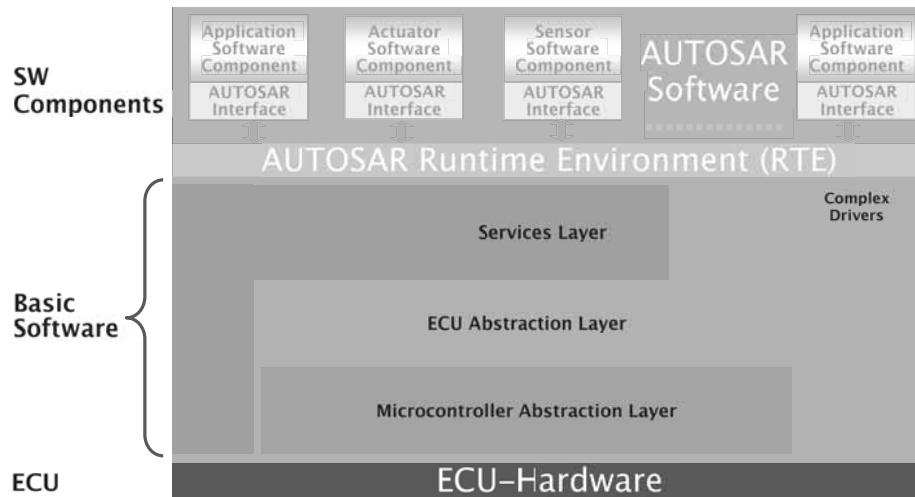 Application
Software
Component
AUTOSAR
Interface
Actuator
Software
Component
AUTOSAR
Interface
Sensor
Software
Component
AUTOSAR
Interface
AUTOSAR
Software
Application
Software
Component
AUTOSAR
Interface
SW
Components
AUTOSAR Runtime Environment (RTE)
Complex
Drivers
Services Layer
Basic
Software
ECU Abstraction Layer
Microcontroller Abstraction Layer
ECU
ECU-Hardware